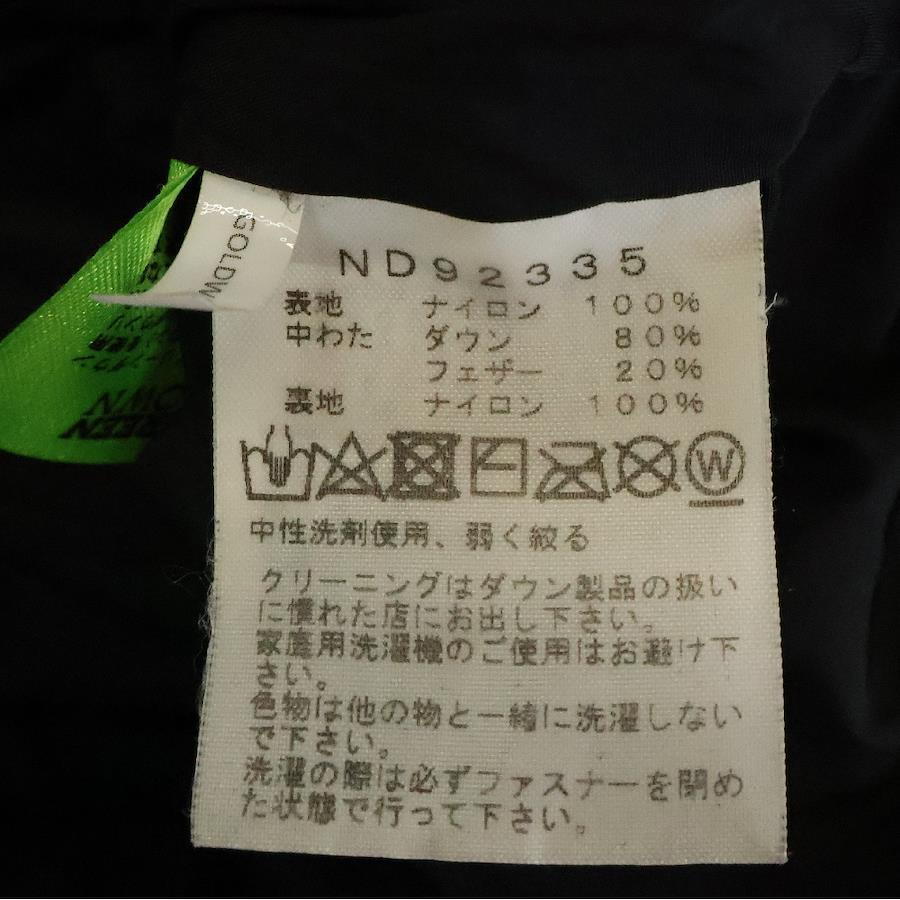 GOLDW
ND92335
表地 ナイロン 100%
中わた ダウン 80%
フェザー 20%
裏地 ナイロン 100%
W
中性洗剤使用、弱く絞る
クリーニングはダウン製品の扱い
に慣れた店にお出し下さい。
家庭用洗濯機のご使用はお避け下
さい。
色物は他の物と一緒に洗濯しない
で下さい。
洗濯の際は必ずファスナーを閉め
た状態で行って下さい。
REEN
OWN